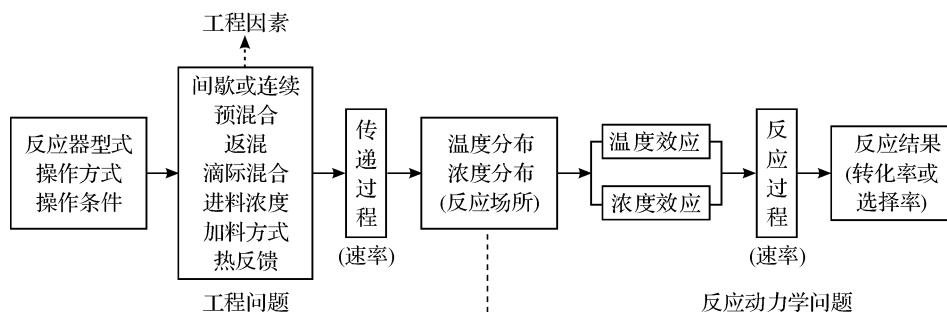 工程因素
反应器型式
操作方式
操作条件
间歇或连续
预混合
返混
滴际混合
进料浓度
加料方式
热反馈
传递过程
(速率)
温度分布
浓度分布
(反应场所)
温度效应
浓度效应
反应过程
(速率)
反应结果
(转化率或
选择率)
工程问题
反应动力学问题